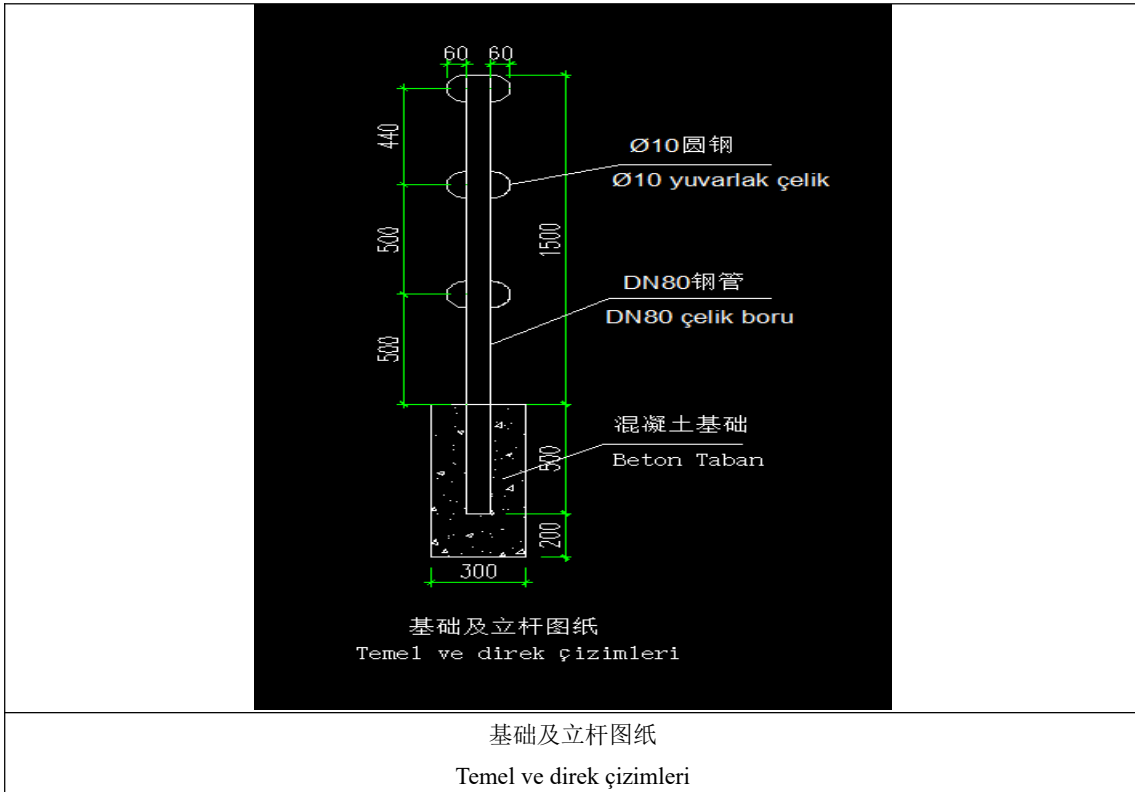 60 60
440
Ø10圆钢
Ø10 yuvarlak çelik
500
1500
DN80钢管
DN80 çelik boru
500
混凝土基础
Beton Taban
500
200
300
基础及立杆图纸
Temel ve direk çizimleri
基础及立杆图纸
Temel ve direk çizimleri